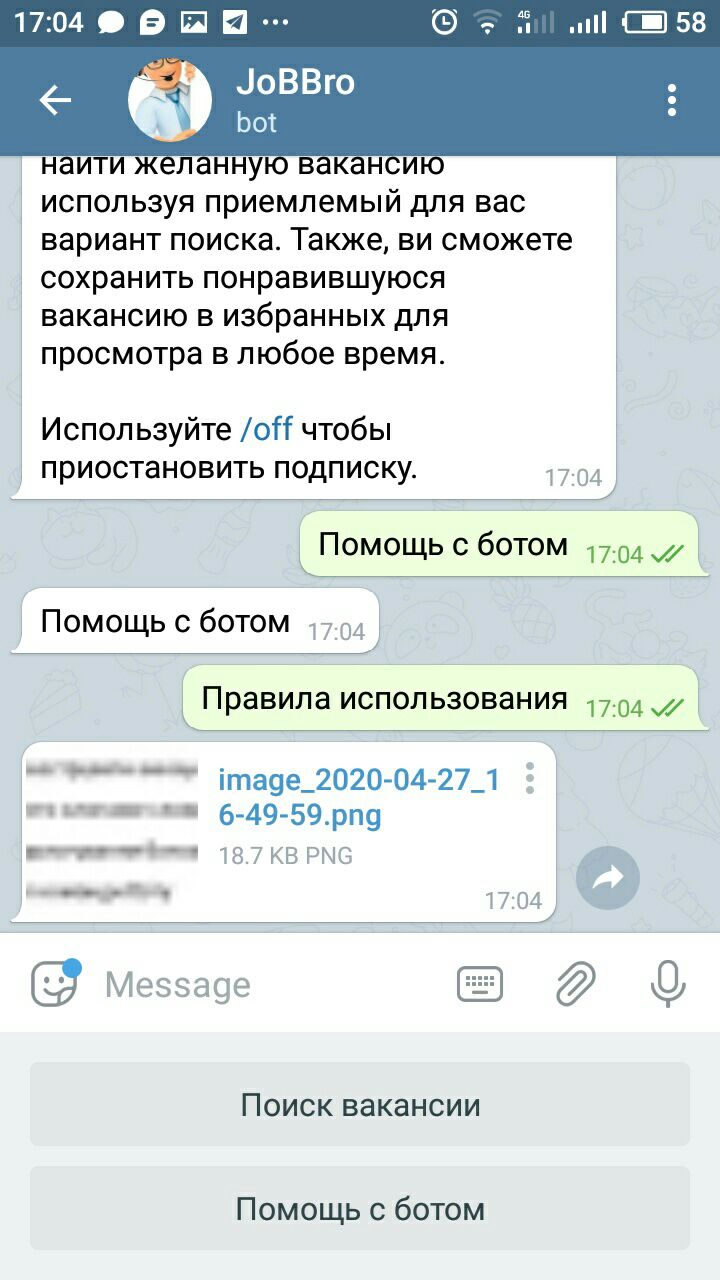 17:04
4G
58
JoBBro
bot
найти желанную вакансию
используя приемлемый для вас
вариант поиска. Также, ви сможете
сохранить понравившуюся
вакансию в избранных для
просмотра в любое время.
Используйте /off чтобы
приостановить подписку.
17:04
Помощь с ботом
17:04
Помощь с ботом
17:04
Правила использования
17:04
image_2020-04-27_1
6-49-59.png
18.7 KB PNG
17:04
Message
Поиск вакансии
Помощь с ботом